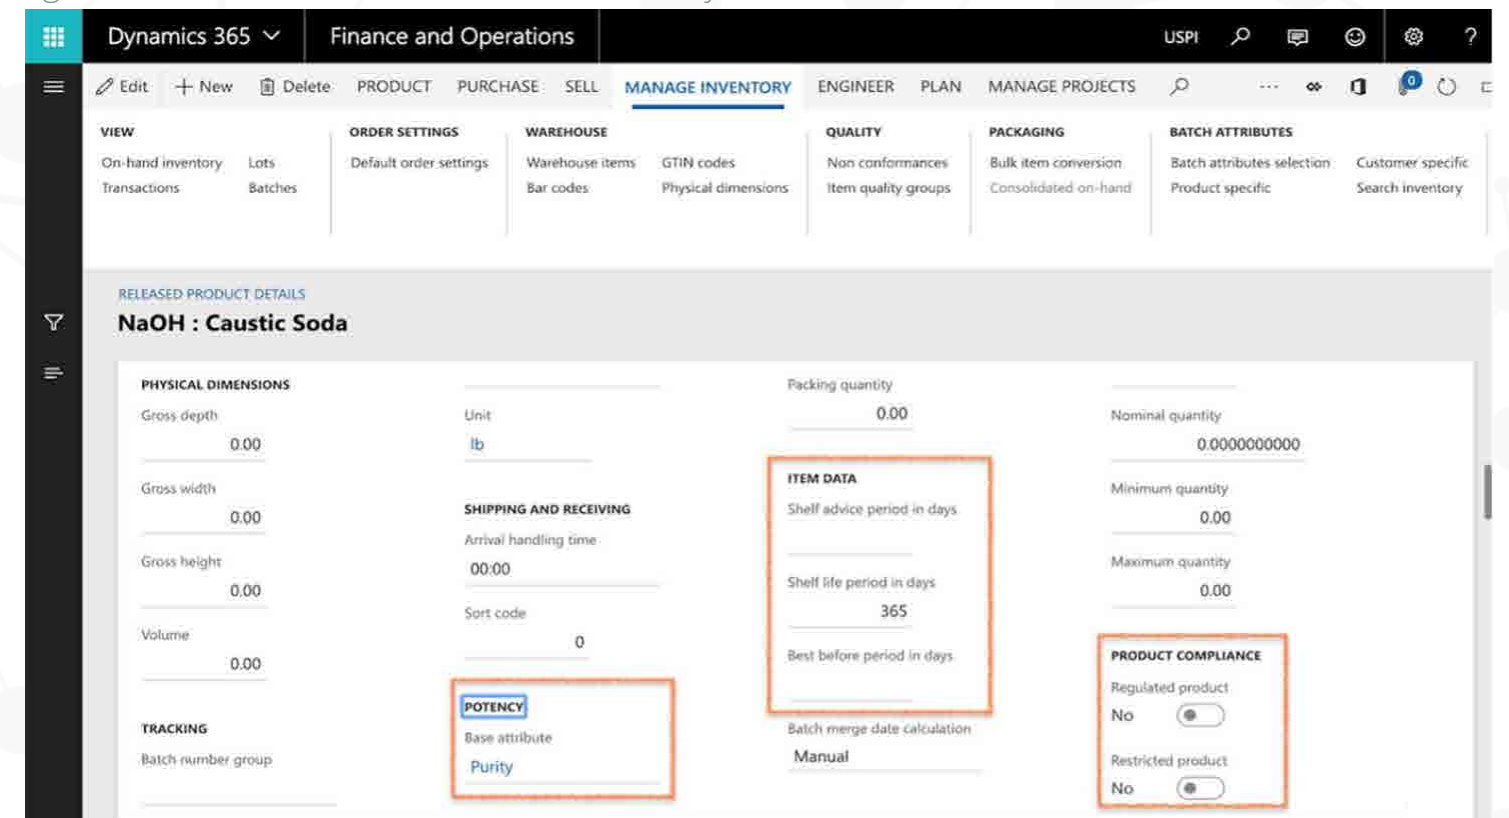 Dynamics 365
Finance and Operations
USPI
?
Edit
New
Delete
PRODUCT
PURCHASE
SELL
MANAGE INVENTORY
ENGINEER
PLAN
MANAGE PROJECTS
...
0
VIEW
On-hand inventory
Lots
Transactions
Batches
ORDER SETTINGS
Default order settings
WAREHOUSE
Warehouse items
GTIN codes
Bar codes
Physical dimensions
QUALITY
Non conformances
Item quality groups
PACKAGING
Bulk item conversion
Consolidated on-hand
BATCH ATTRIBUTES
Batch attributes selection
Customer specific
Product specific
Search inventory
RELEASED PRODUCT DETAILS
NaOH : Caustic Soda
PHYSICAL DIMENSIONS
Gross depth
0.00
Gross width
0.00
Gross height
0.00
Volume
0.00
TRACKING
Batch number group
Unit
lb
SHIPPING AND RECEIVING
Arrival handling time
00:00
Sort code
0
POTENCY
Base attribute
Purity
Packing quantity
0.00
ITEM DATA
Shelf advice period in days
Shelf life period in days
365
Best before period in days
Batch merge date calculation
Manual
Nominal quantity
0.0000000000
Minimum quantity
0.00
Maximum quantity
0.00
PRODUCT COMPLIANCE
Regulated product
No
Restricted product
No